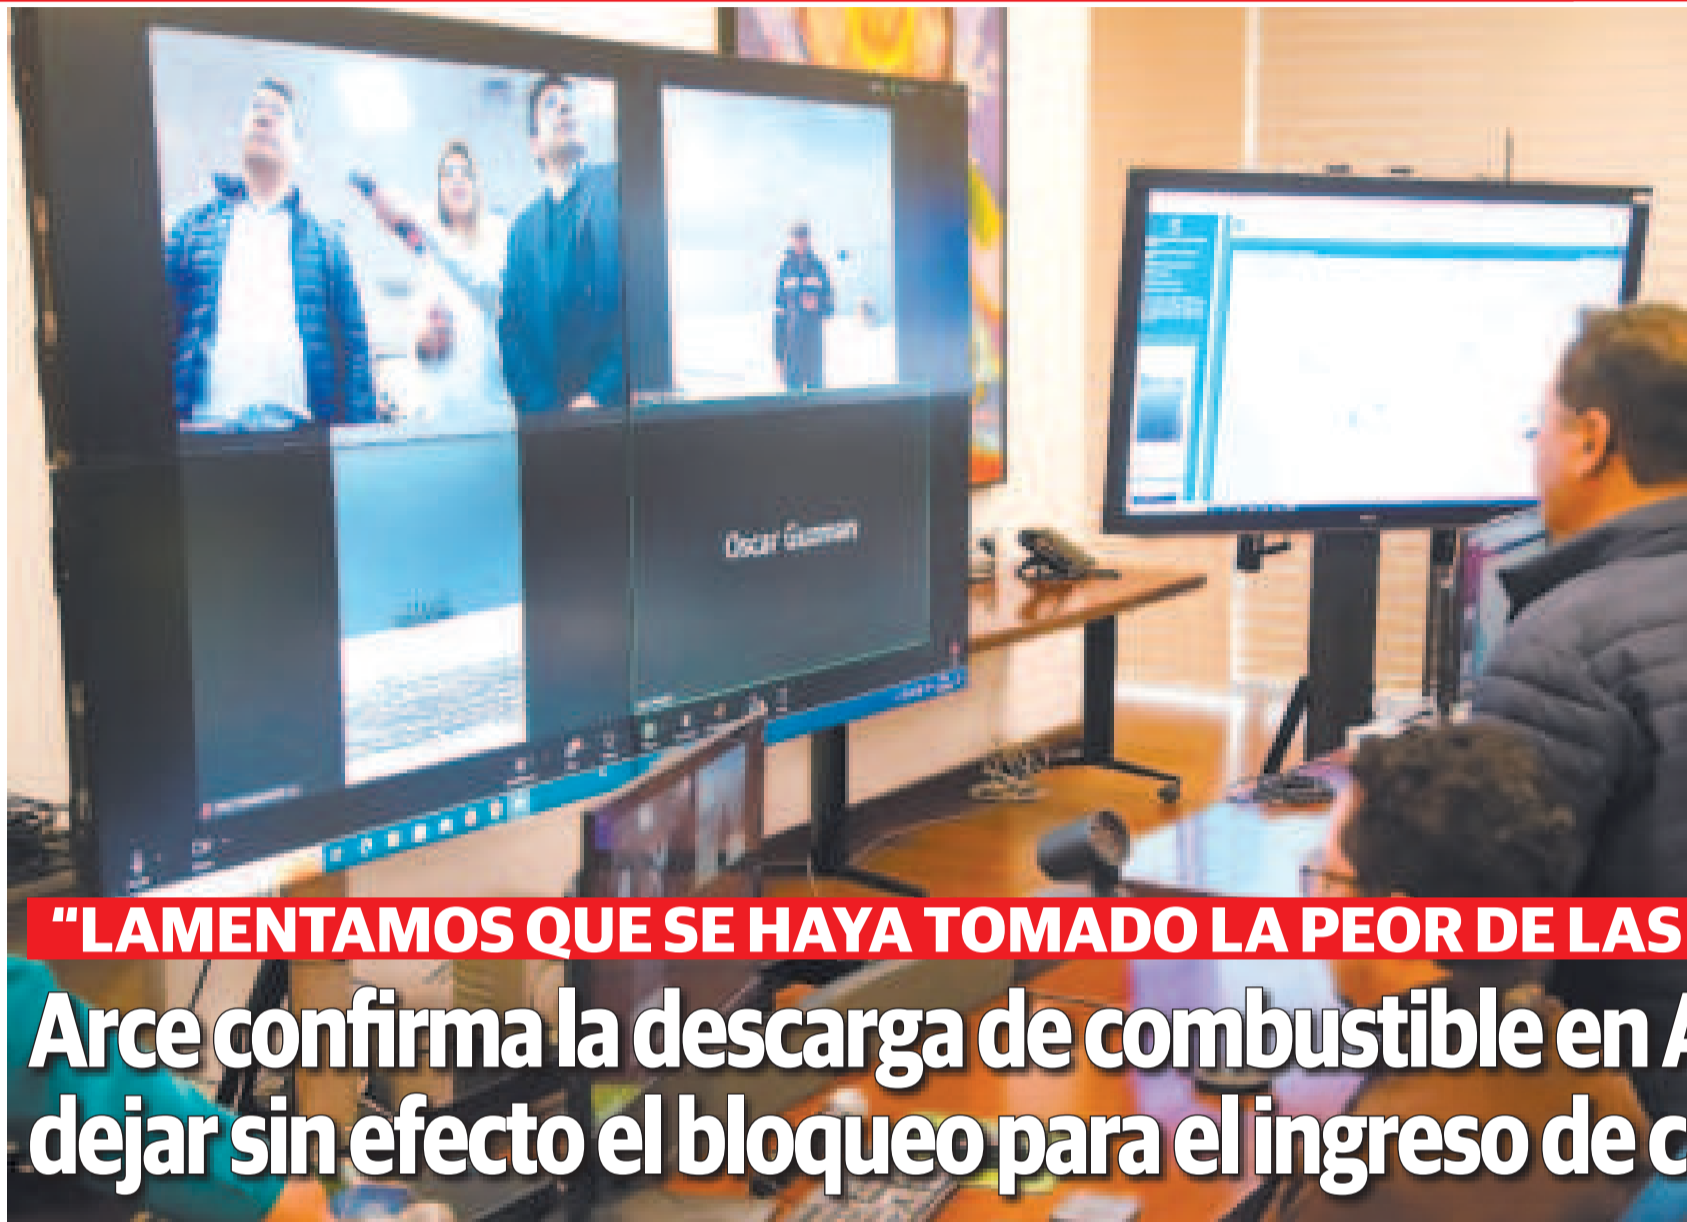 Oscar Guzman
“LAMENTAMOS QUE SE HAYA TOMADO LA PEOR DE LAS
Arce confirma la descarga de combustible en A
dejar sin efecto el bloqueo para el ingreso de c